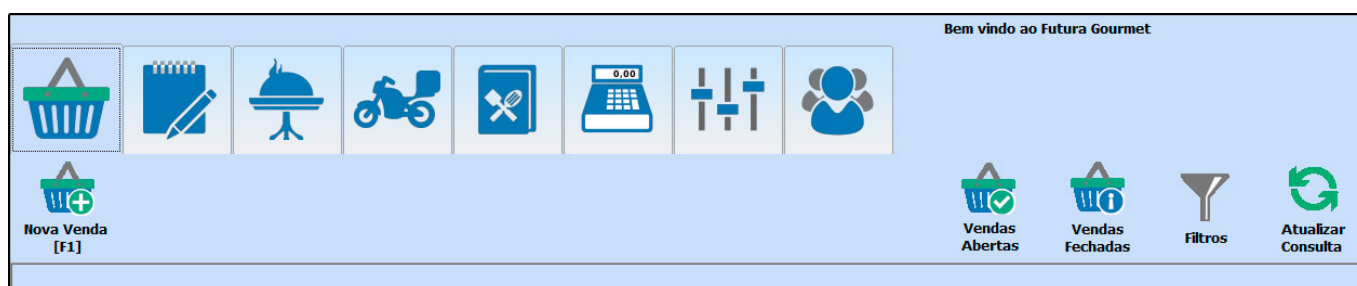 Bem vindo ao Futura Gourmet
0,00
Nova Venda
[F1]
Vendas
Abertas
Vendas
Fechadas
Filtros
Atualizar
Consulta